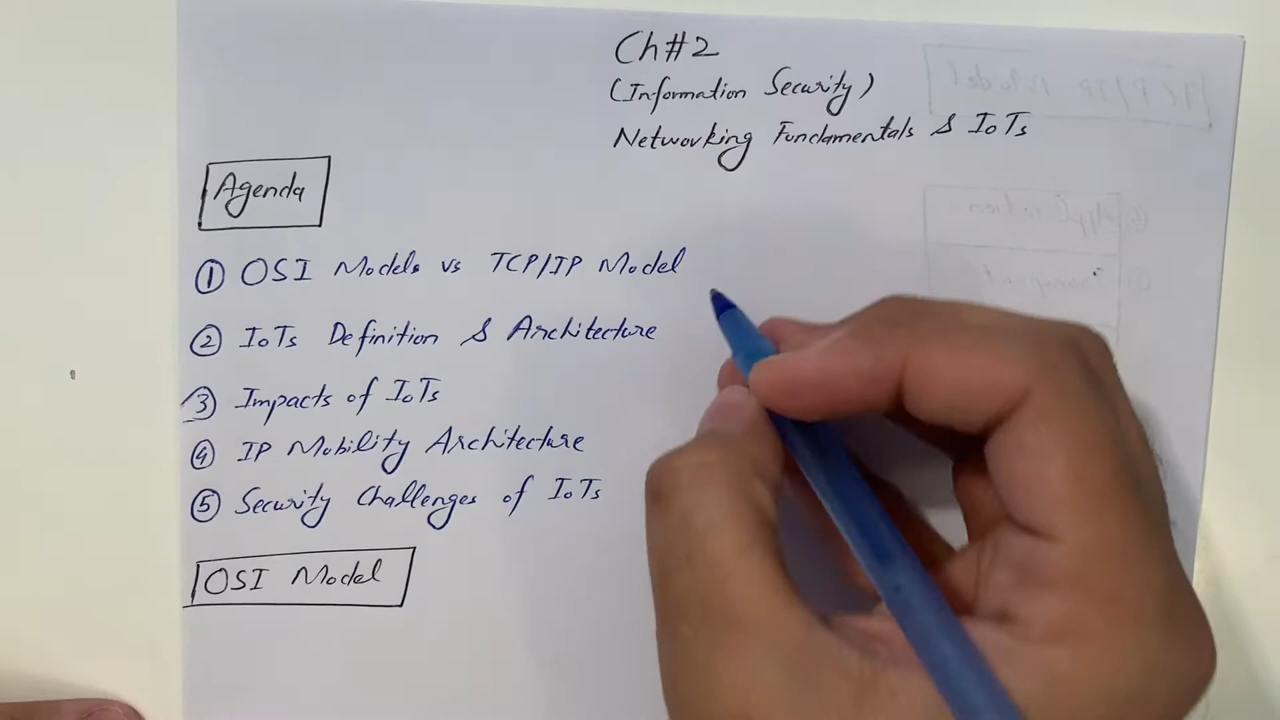 Ch#2
(Information Security)
Networking Fundamentals & IoTs
Agenda
① OSI Models vs TCP/IP Model
② IoTs Definition & Architecture
③ Impacts of IoTs
④ IP Mobility Architecture
⑤ Security Challenges of IoTs
OSI Model